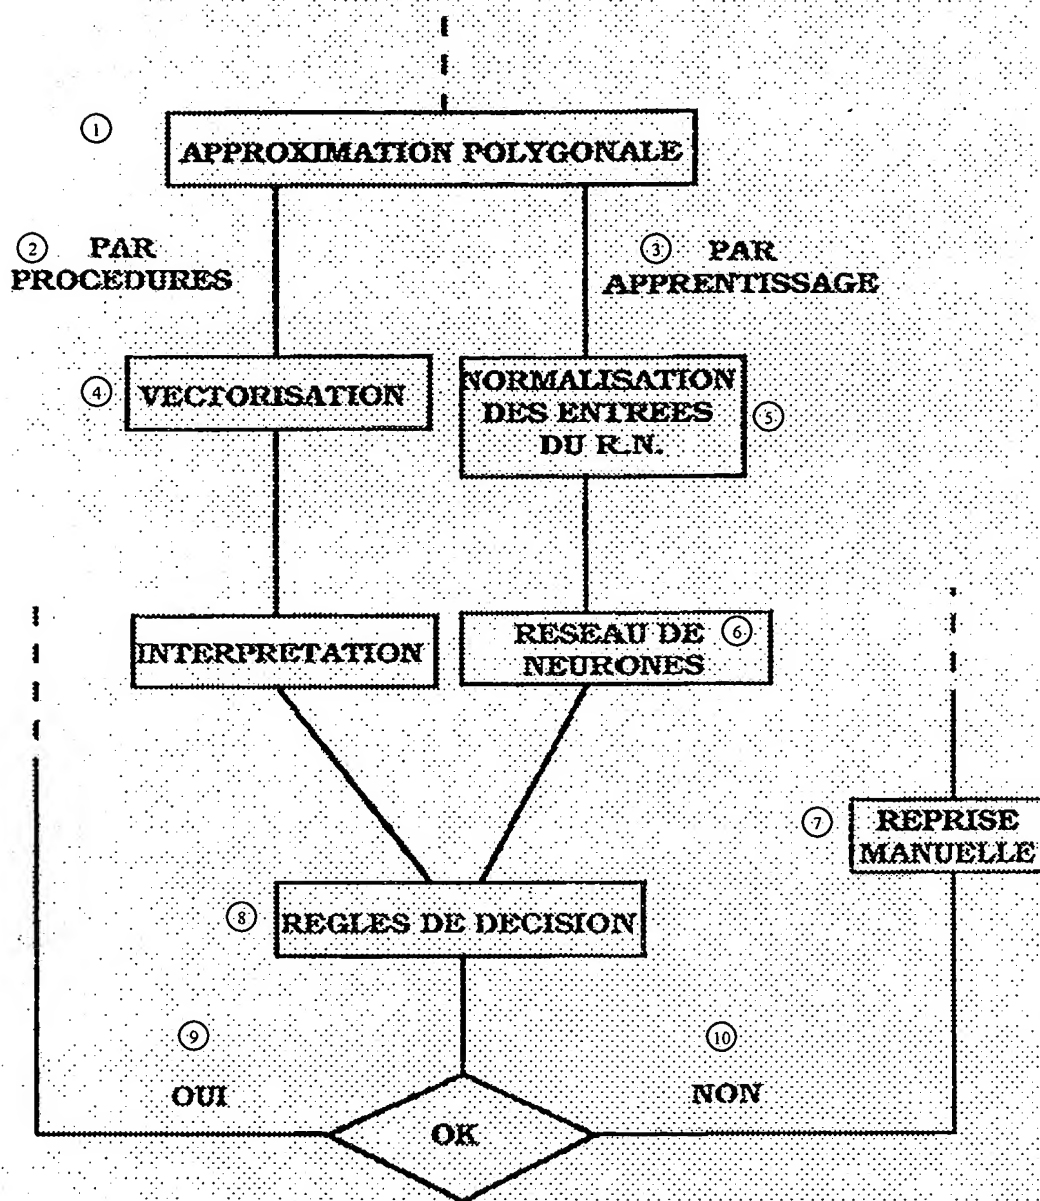 ① APPROXIMATION POLYGONALE
② PAR
PROCEDURES
③ PAR
APPRENTISSAGE
④ VECTORISATION
NORMALISATION
DES ENTREES
DU R.N. ⑤
INTERPRETATION
RESEAU DE ⑥
NEURONES
⑦ REPRISE
MANUELLE
⑧ REGLES DE DECISION
⑨
OUI
⑩
NON
OK